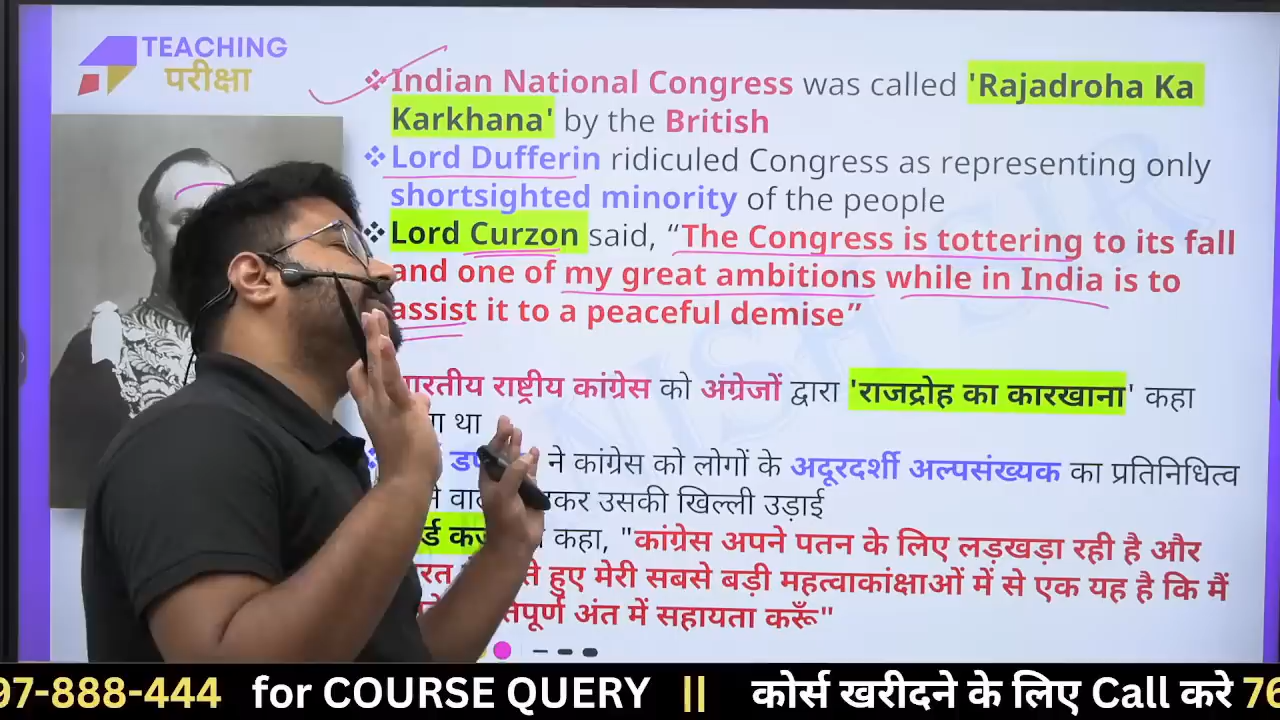 TEACHING
परीक्षा
❖Indian National Congress was called 'Rajadroha Ka
Karkhana' by the British
❖Lord Dufferin ridiculed Congress as representing only
shortsighted minority of the people
❖Lord Curzon said, “The Congress is tottering to its fall
and one of my great ambitions while in India is to
assist it to a peaceful demise”
राष्ट्रीय कांग्रेस को अंग्रेजों द्वारा 'राजद्रोह का कारखाना' कहा
था
ने कांग्रेस को लोगों के अदूरदर्शी अल्पसंख्यक का प्रतिनिधित्व
उसकी खिल्ली उड़ाई
कहा, "कांग्रेस अपने पतन के लिए लड़खड़ा रही है और
हुए मेरी सबसे बड़ी महत्वाकांक्षाओं में से एक यह है कि मैं
अंत में सहायता करूँ"
97-888-444 for COURSE QUERY || कोर्स खरीदने के लिए Call करे 76